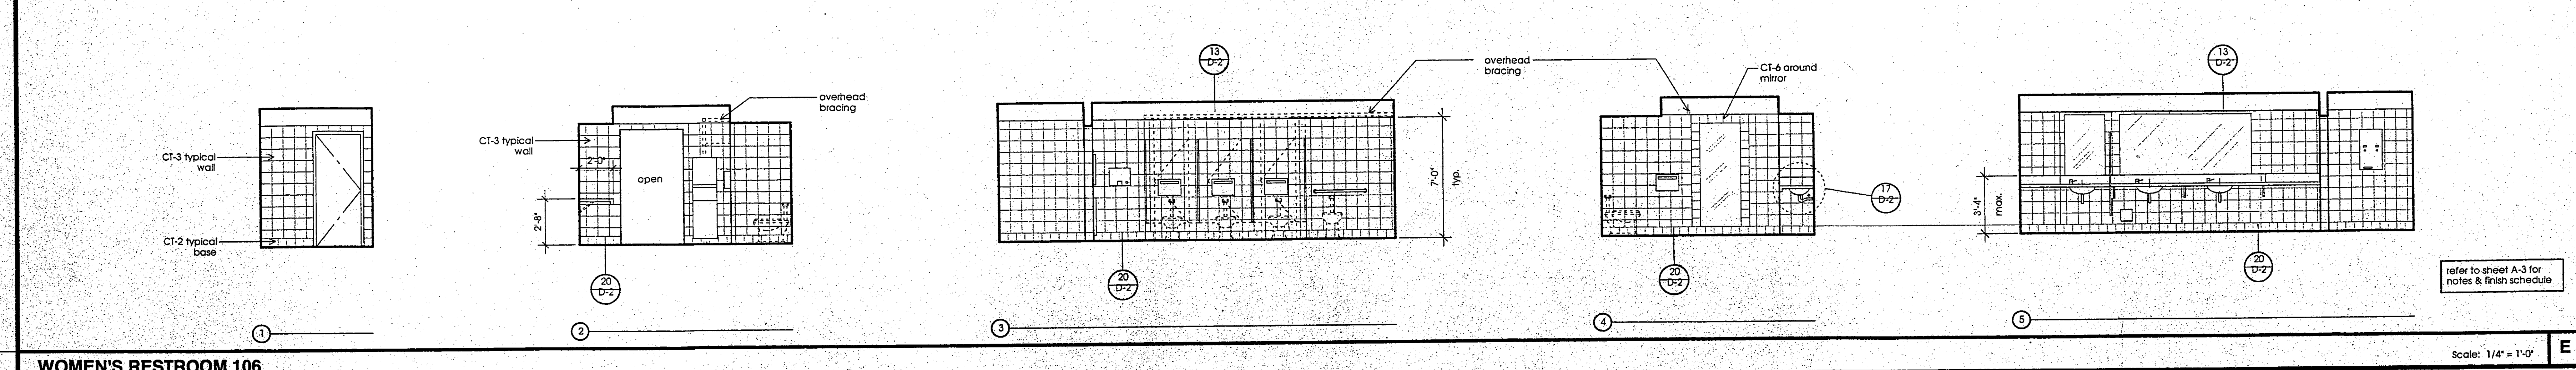 CT-3 typical
wall
CT-2 typical
base
1
overhead
bracing
CT-3 typical
wall
2'-0"
open
2'-8"
20
D-2
2
13
D-2
7'-0"
typ.
20
D-2
3
overhead
bracing
CT-6 around
mirror
17
D-2
20
D-2
4
13
D-2
3'-4"
max.
20
D-2
5
refer to sheet A-3 for
notes & finish schedule
WOMEN'S RESTROOM 106
Scale: 1/4" = 1'-0"
E